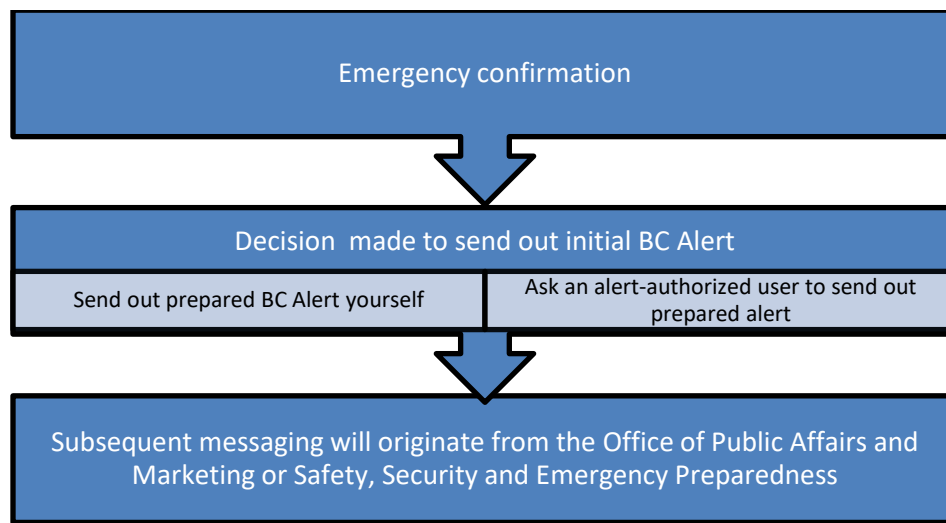 Emergency confirmation
Decision  made to send out initial BC Alert
Send out prepared BC Alert yourself
Ask an alert-authorized user to send out
prepared alert
Subsequent messaging will originate from the Office of Public Affairs and
Marketing or Safety, Security and Emergency Preparedness